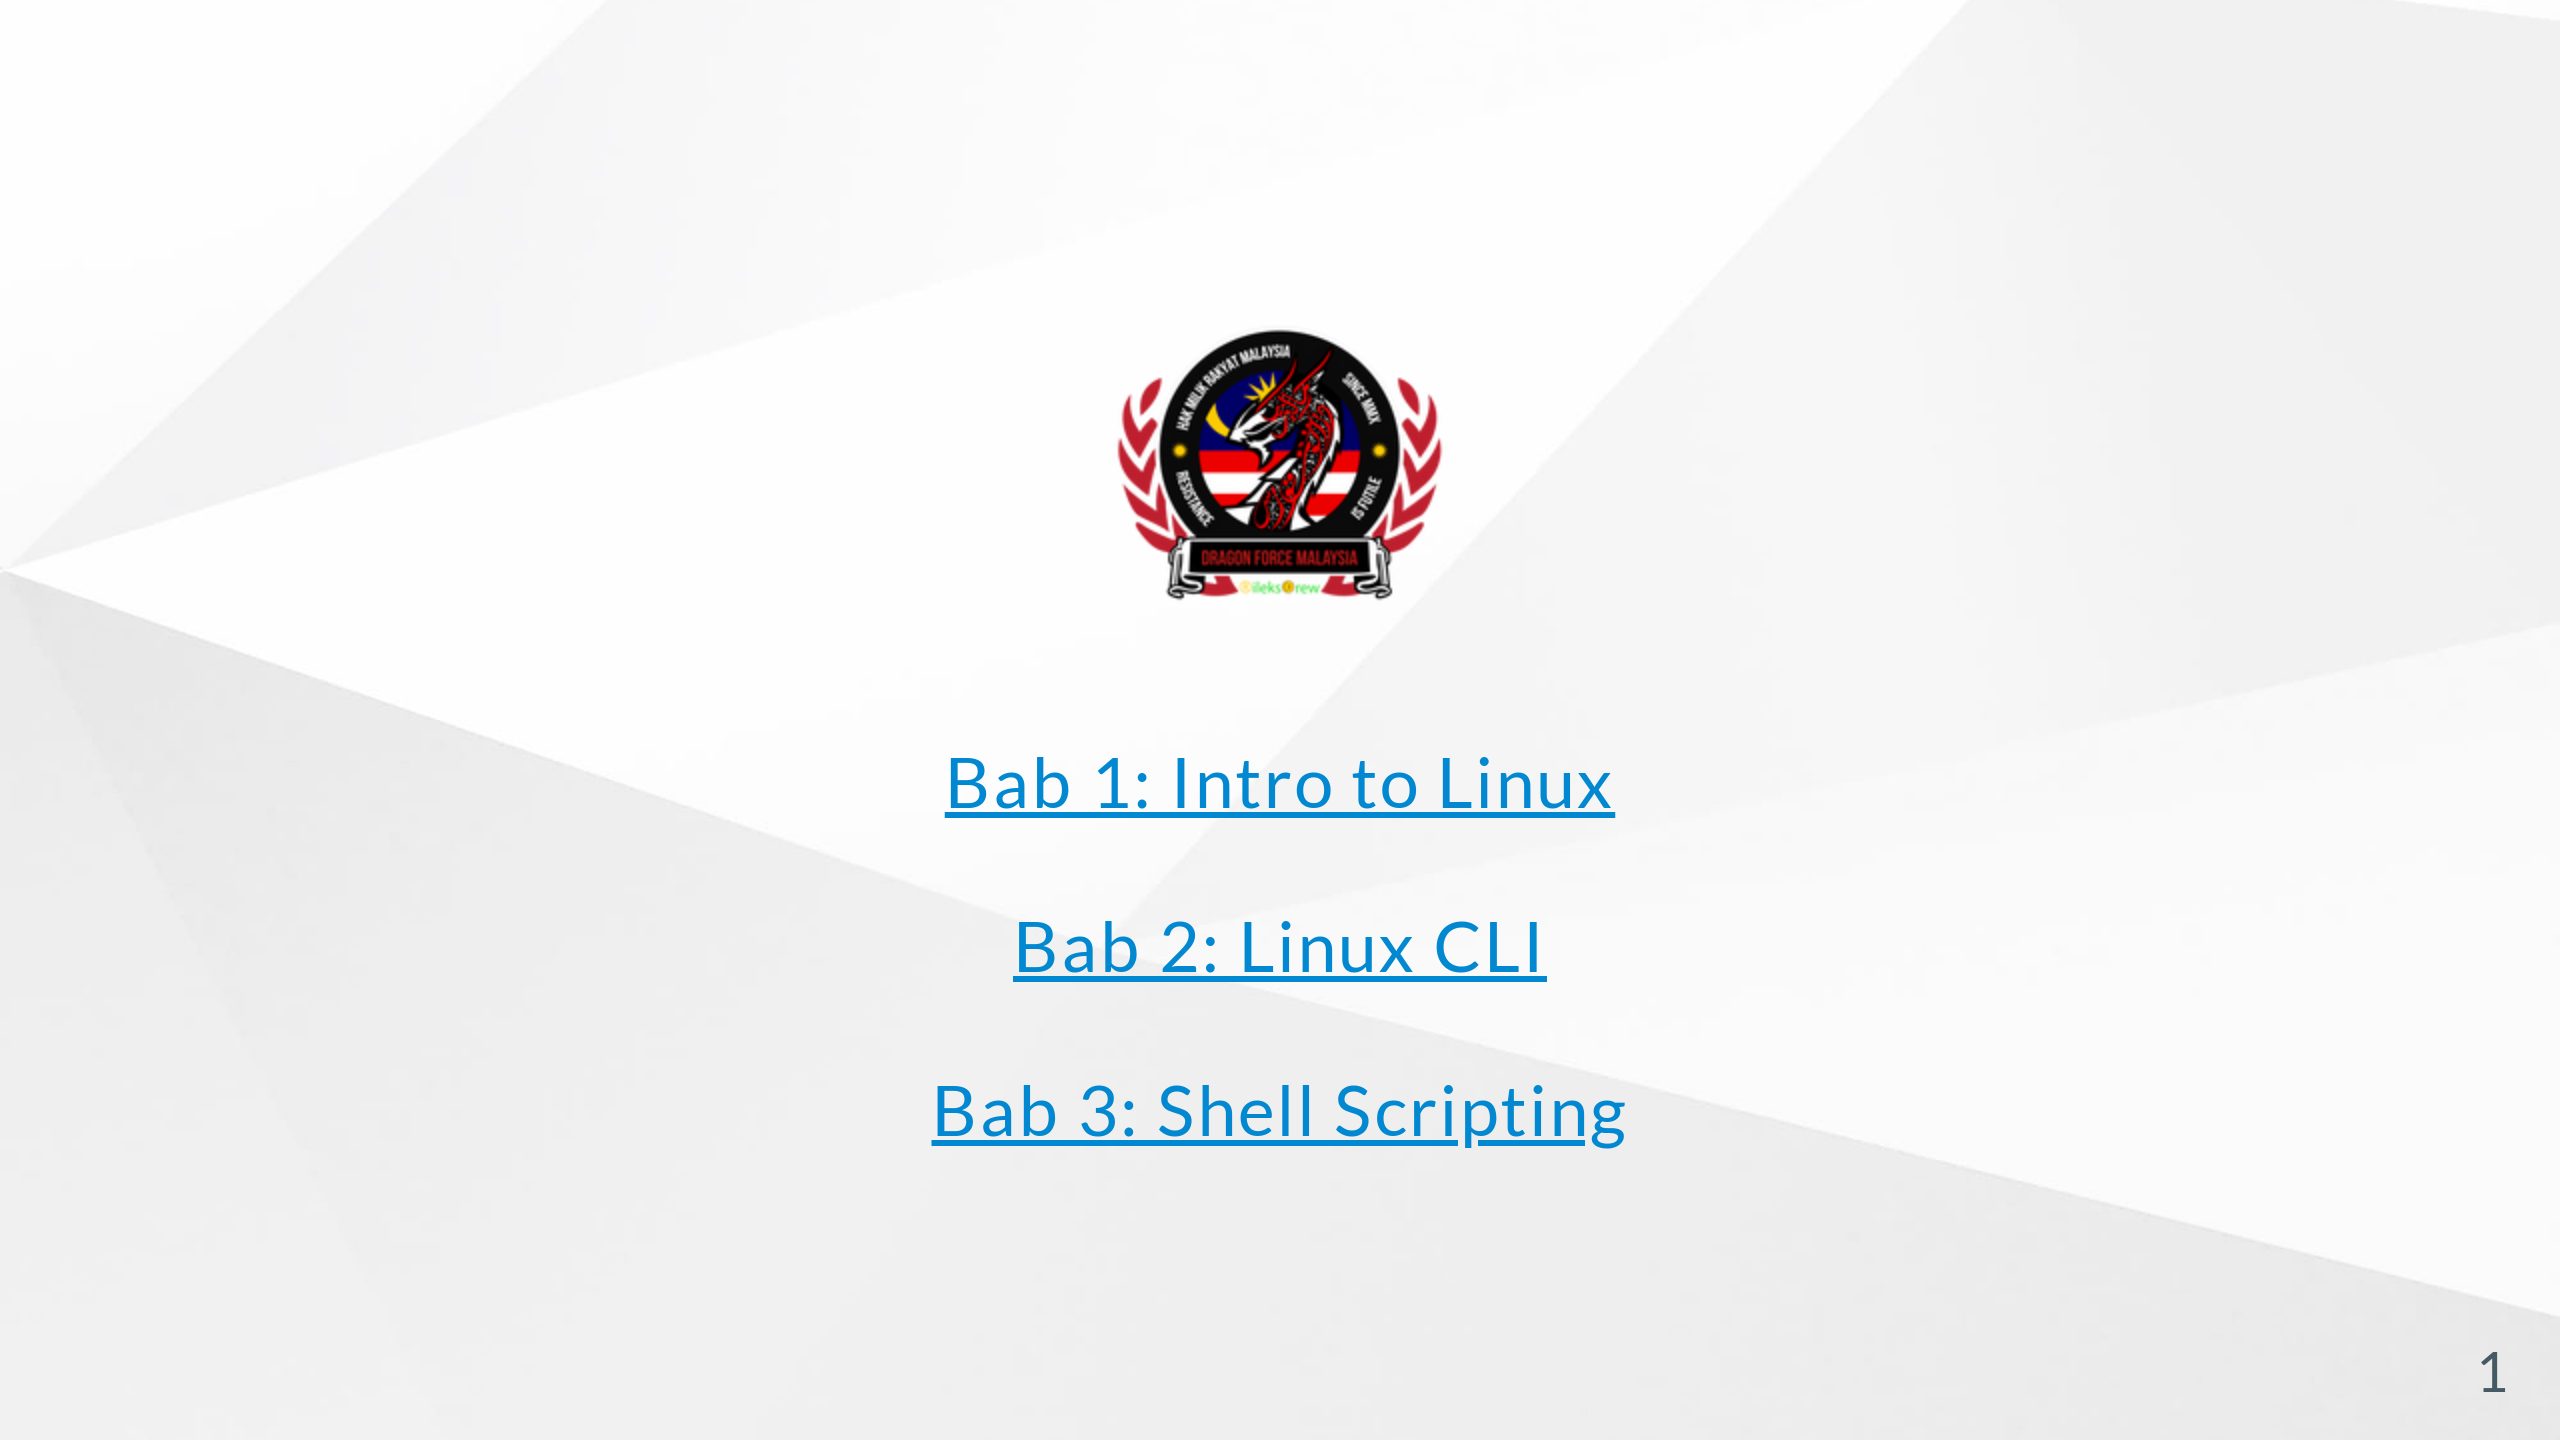 HAK MILIK RAKYAT MALAYSIA
SINCE MMX
RESISTANCE
IS FUTILE
DRAGON FORCE MALAYSIA
Bab 1: Intro to Linux
Bab 2: Linux CLI
Bab 3: Shell Scripting
1